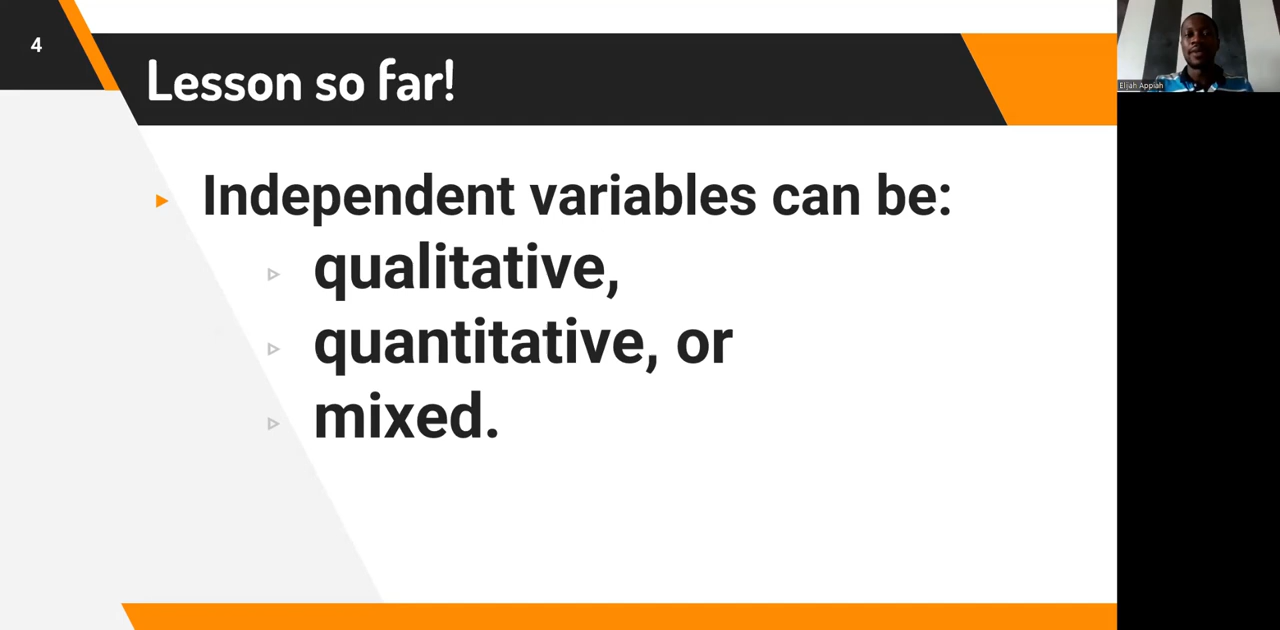 4
Lesson so far!
Independent variables can be:
qualitative,
quantitative, or
mixed.
Elijah Appiah